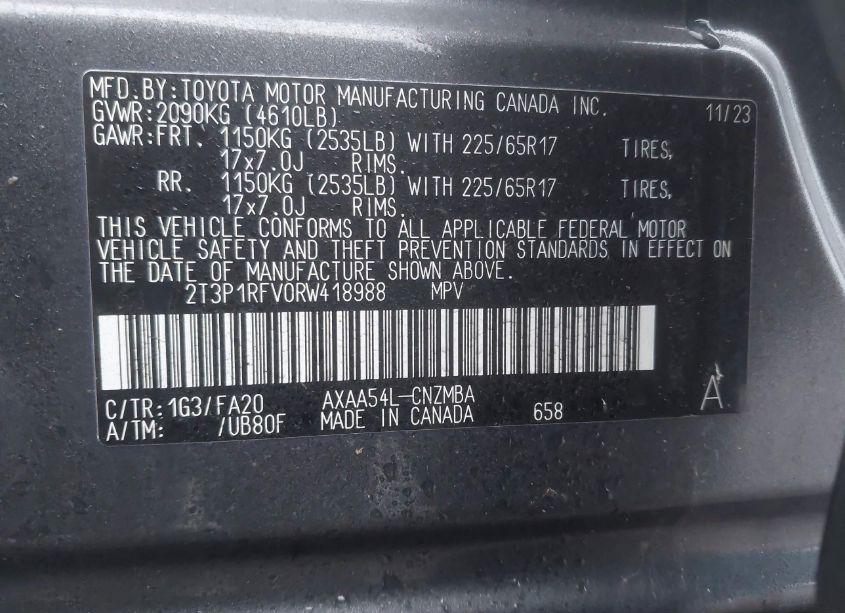 MFD.BY:TOYOTA MOTOR MANUFACTURING CANADA INC. 11/23
GVWR:2090KG (4610LB)
GAWR:FRT. 1150KG (2535LB) WITH 225/65R17 TIRES,
17x7.0J RIMS.
RR. 1150KG (2535LB) WITH 225/65R17 TIRES,
17x7.0J RIMS.
THIS VEHICLE CONFORMS TO ALL APPLICABLE FEDERAL MOTOR
VEHICLE SAFETY AND THEFT PREVENTION STANDARDS IN EFFECT ON
THE DATE OF MANUFACTURE SHOWN ABOVE.
2T3P1RFV0RW418988 MPV
C/TR:1G3/FA20 AXAA54L-CNZMBA A
A/TM: /UB80F MADE IN CANADA 658